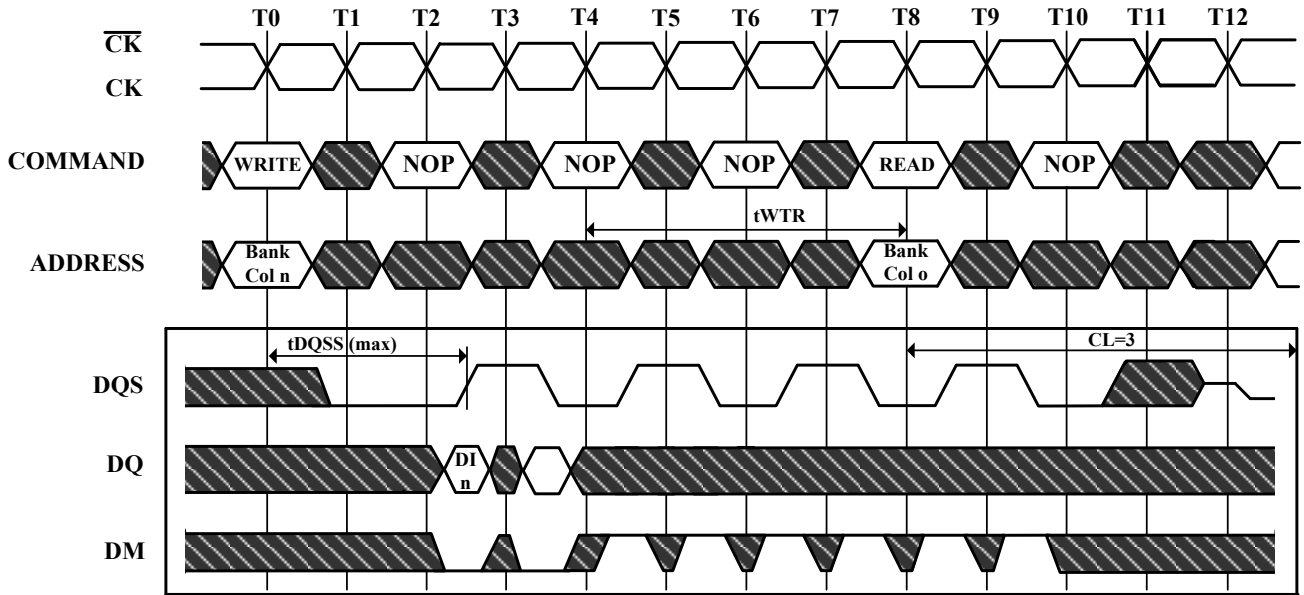 T0 T1 T2 T3 T4 T5 T6 T7 T8 T9 T10 T11 T12
CK
CK
COMMAND WRITE NOP NOP NOP READ NOP
tWTR
ADDRESS Bank Col n Bank Col o
tDQSS (max) CL=3
DQS
DQ DI n
DM